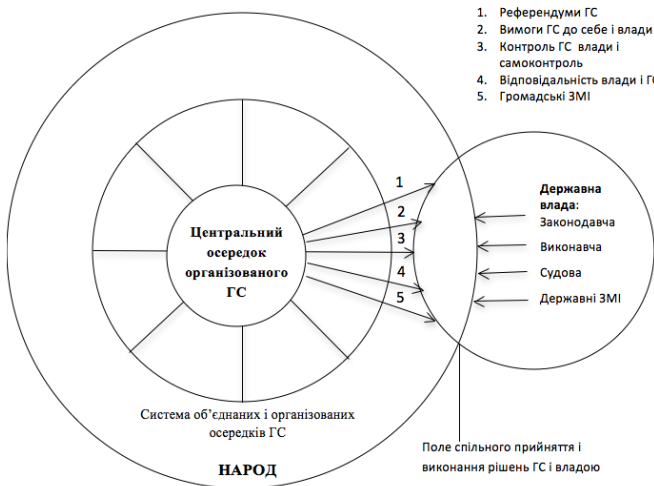 1. Референдуми ГС
2. Вимоги ГС до себе і влади
3. Контроль ГС влади і
самоконтроль
4. Відповідальність влади і ГС
5. Громадські ЗМІ
1
2
3
4
5
Державна
влада:
Законодавча
Виконавча
Судова
Державні ЗМІ
Центральний
осередок
організованого
ГС
Система об’єднаних і організованих
осередків ГС
НАРОД
Поле спільного прийняття і
виконання рішень ГС і владою